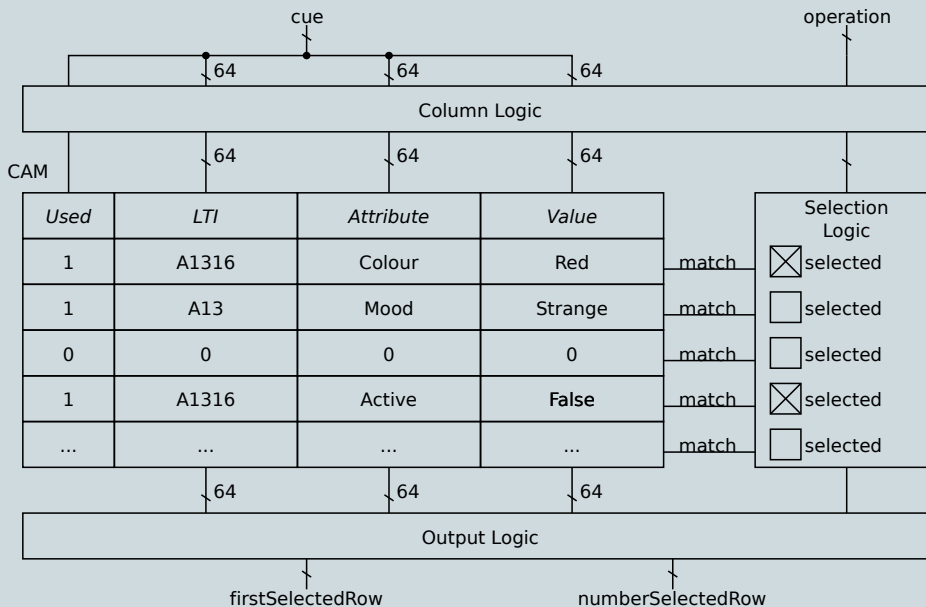 cue
operation
64
64
64
Column Logic
64
64
64
CAM
Used
LTI
Attribute
Value
Selection
Logic
1
A1316
Colour
Red
match
selected
1
A13
Mood
Strange
match
selected
0
0
0
0
match
selected
1
A1316
Active
False
match
selected
...
...
...
...
match
selected
64
64
64
Output Logic
firstSelectedRow
numberSelectedRow